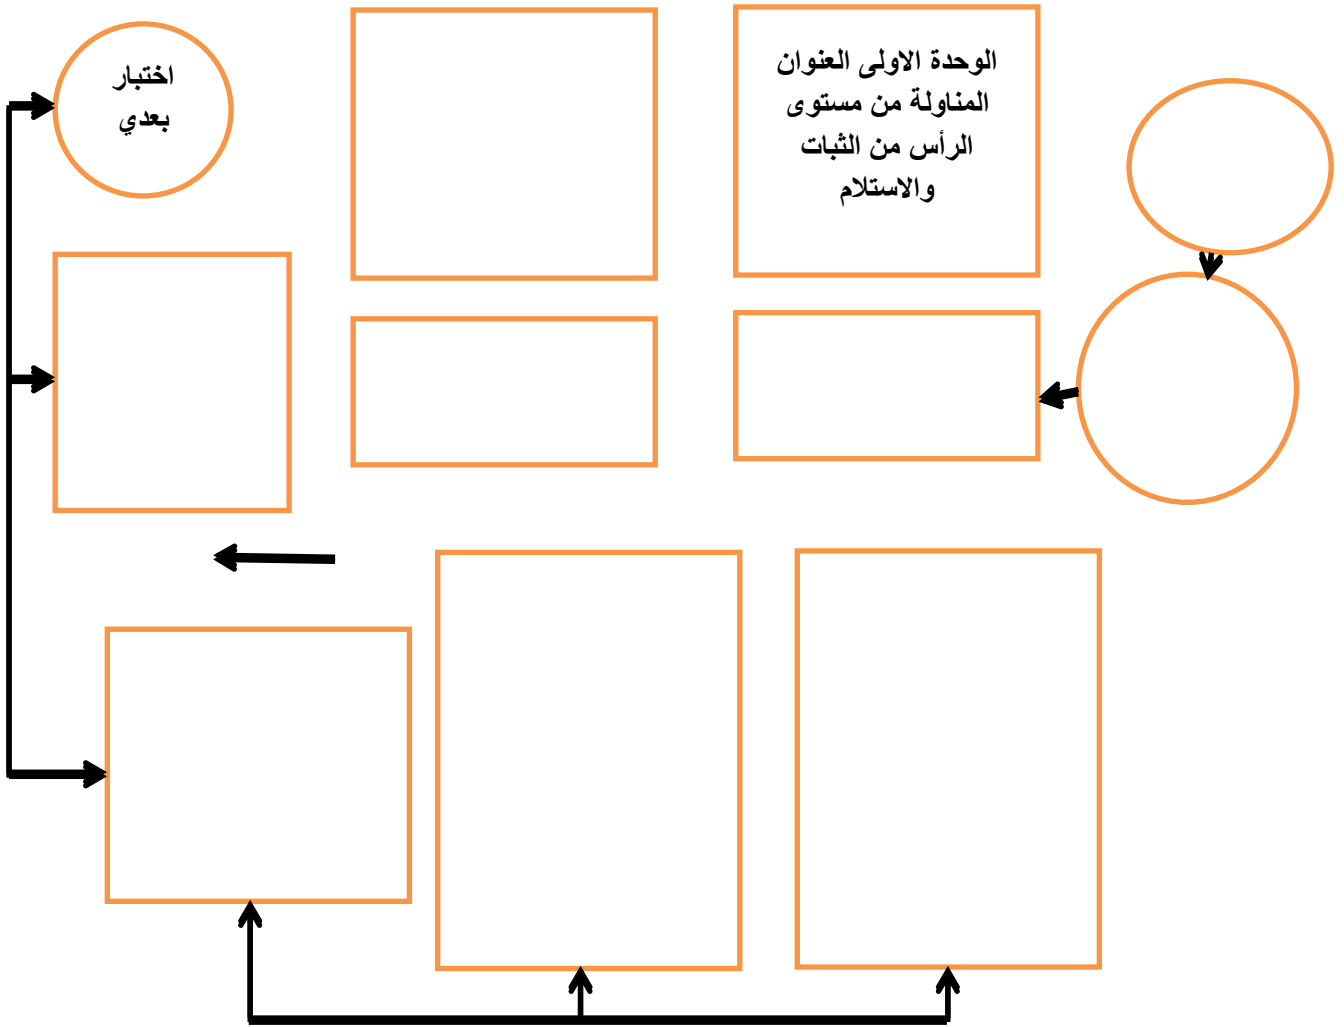 الوحدة الاولى العنوان
المناولة من مستوى
الرأس من الثبات
والاستلام
اختبار
بعدي